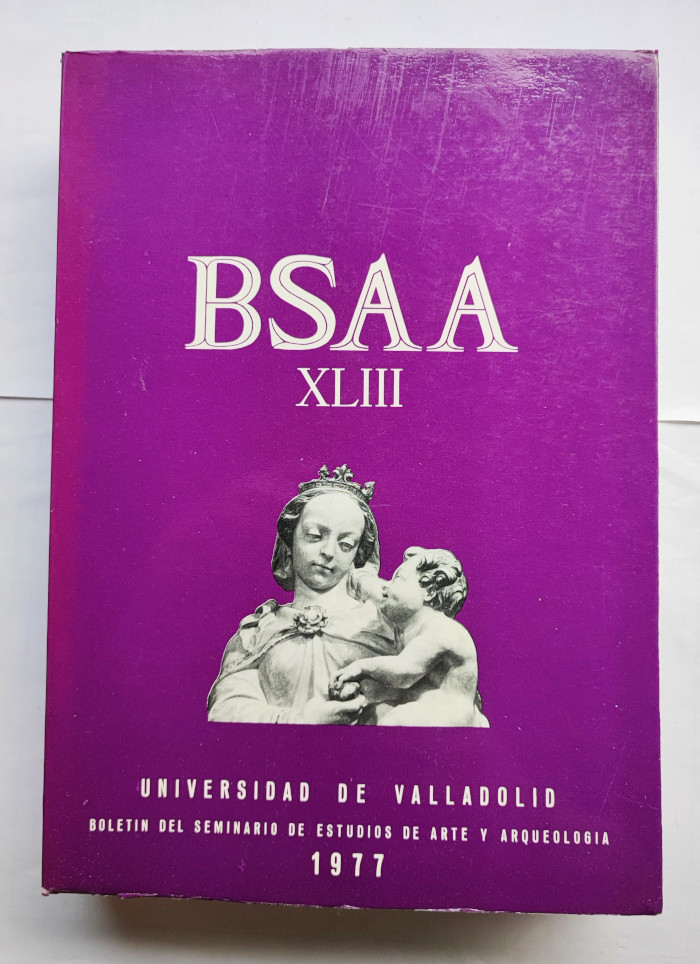 BSAA
XLIII
UNIVERSIDAD DE VALLADOLID
BOLETIN DEL SEMINARIO DE ESTUDIOS DE ARTE Y ARQUEOLOGIA
1977